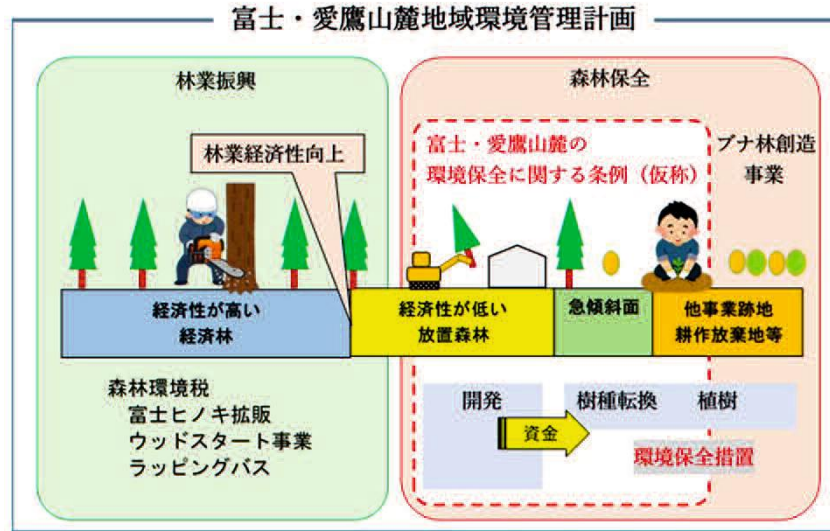 富士・愛鷹山麓地域環境管理計画
林業振興
林業経済性向上
経済性が高い
経済林
森林環境税
富士ヒノキ拡販
ウッドスタート事業
ラッピングバス
森林保全
富士・愛鷹山麓の
環境保全に関する条例（仮称）
ブナ林創造
事業
経済性が低い
放置森林
急傾斜面
他事業跡地
耕作放棄地等
開発
資金
樹種転換
植樹
環境保全措置